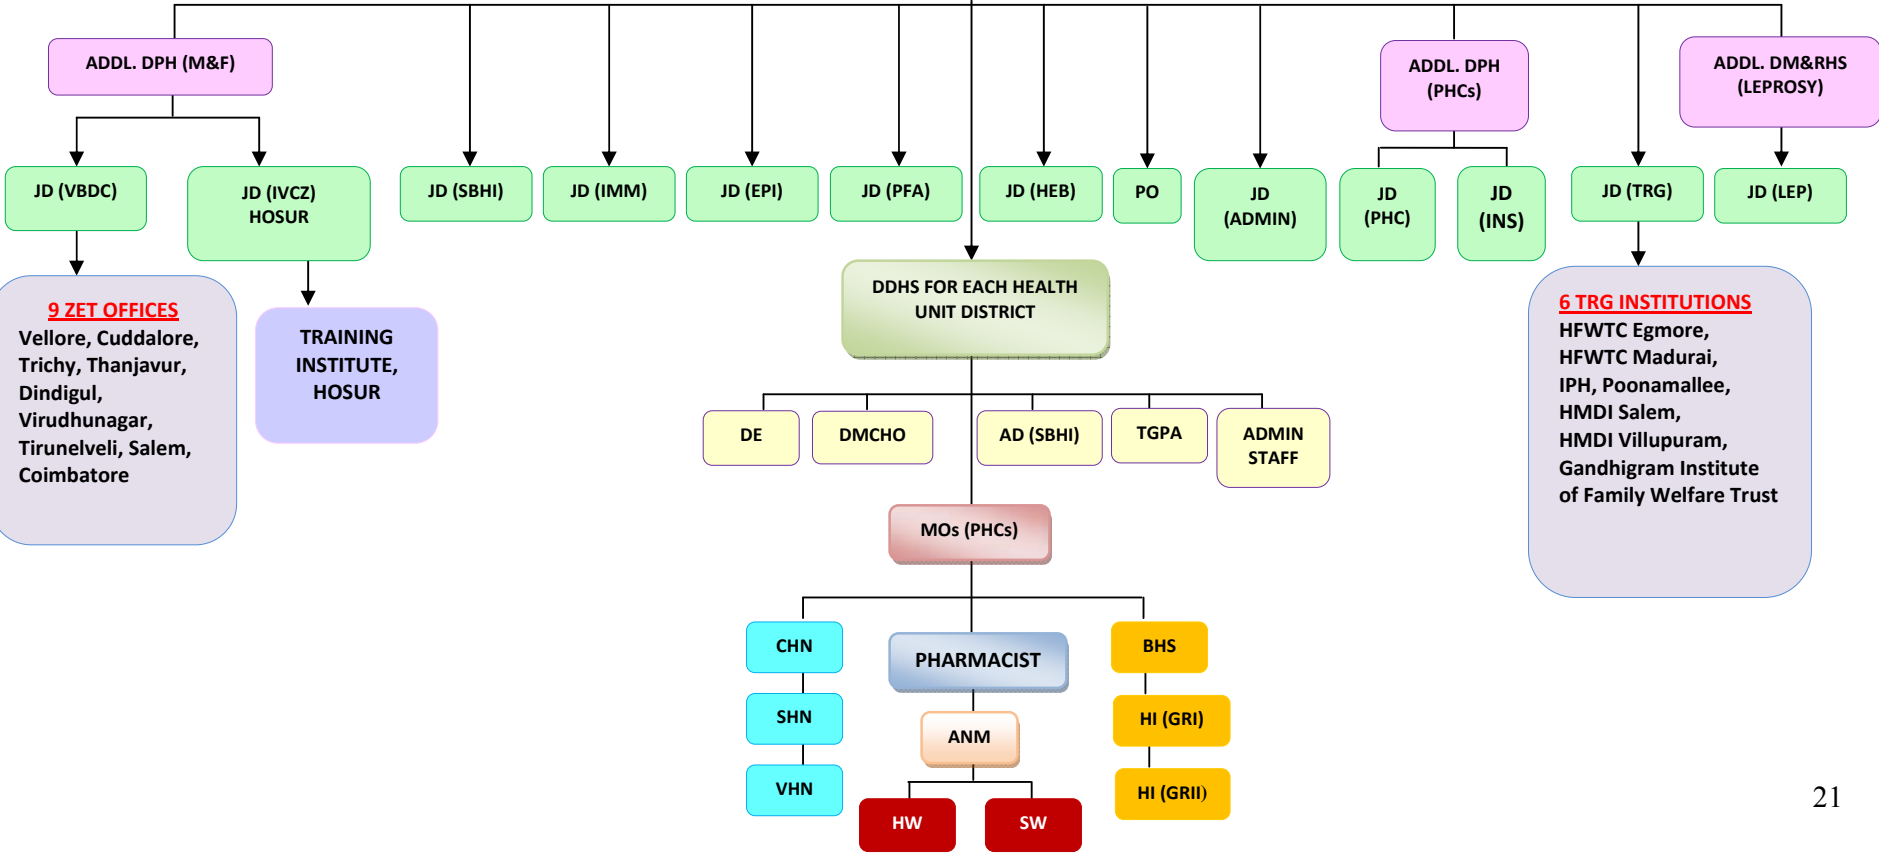 ADDL. DPH (M&F)
ADDL. DPH
(PHCs)
ADDL. DM&RHS
(LEPROSY)
JD (VBDC)
JD (IVCZ)
HOSUR
JD (SBHI)
JD (IMM)
JD (EPI)
JD (PFA)
JD (HEB)
PO
JD
(ADMIN)
JD
(PHC)
JD
(INS)
JD (TRG)
JD (LEP)
9 ZET OFFICES
Vellore, Cuddalore,
Trichy, Thanjavur,
Dindigul,
Virudhunagar,
Tirunelveli, Salem,
Coimbatore
TRAINING
INSTITUTE,
HOSUR
DDHS FOR EACH HEALTH
UNIT DISTRICT
6 TRG INSTITUTIONS
HFWTC Egmore,
HFWTC Madurai,
IPH, Poonamallee,
HMDI Salem,
HMDI Villupuram,
Gandhigram Institute
of Family Welfare Trust
DE
DMCHO
AD (SBHI)
TGPA
ADMIN
STAFF
MOs (PHCs)
CHN
PHARMACIST
BHS
SHN
ANM
HI (GRI)
VHN
HI (GRII)
HW
SW
21